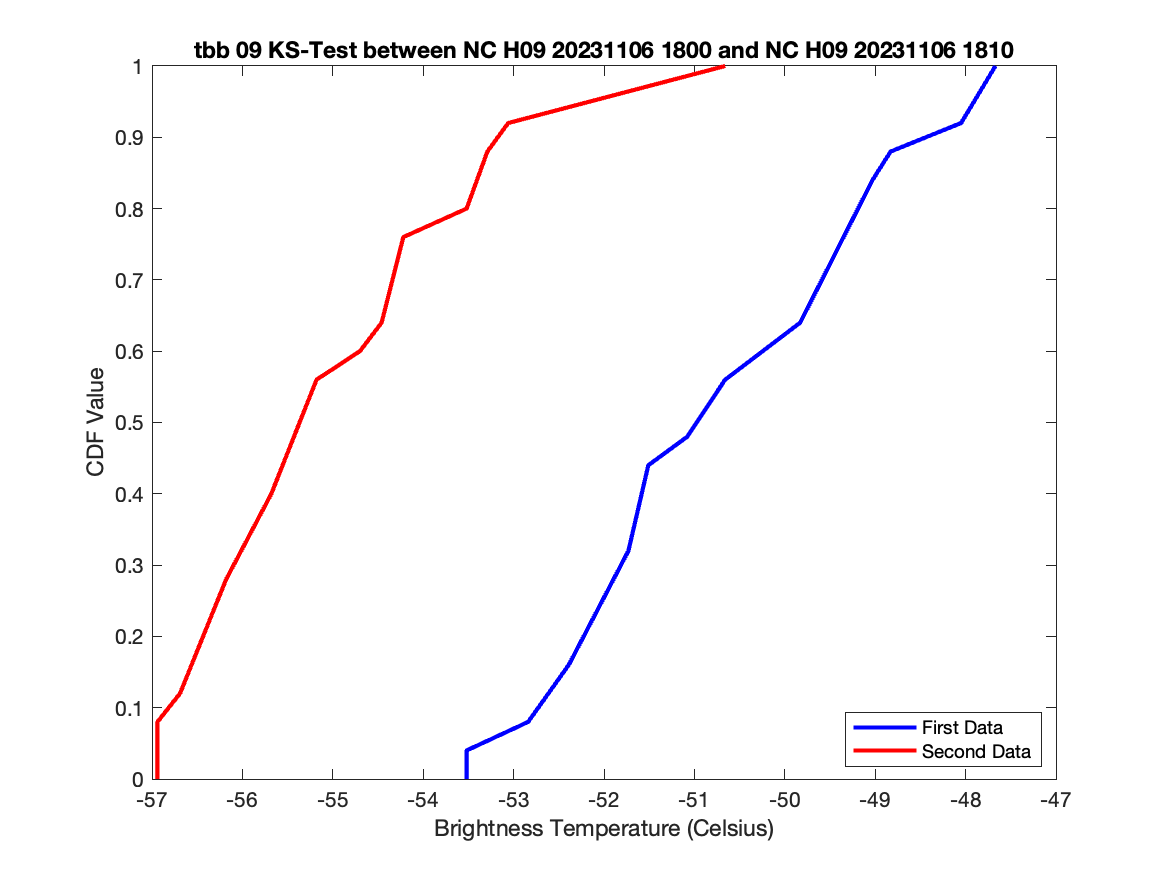 tbb 09 KS-Test between NC H09 20231106 1800 and NC H09 20231106 1810
1
0.9
0.8
0.7
0.6
0.5
0.4
0.3
0.2
0.1
0
CDF Value
First Data
Second Data
-57 -56 -55 -54 -53 -52 -51 -50 -49 -48 -47
Brightness Temperature (Celsius)